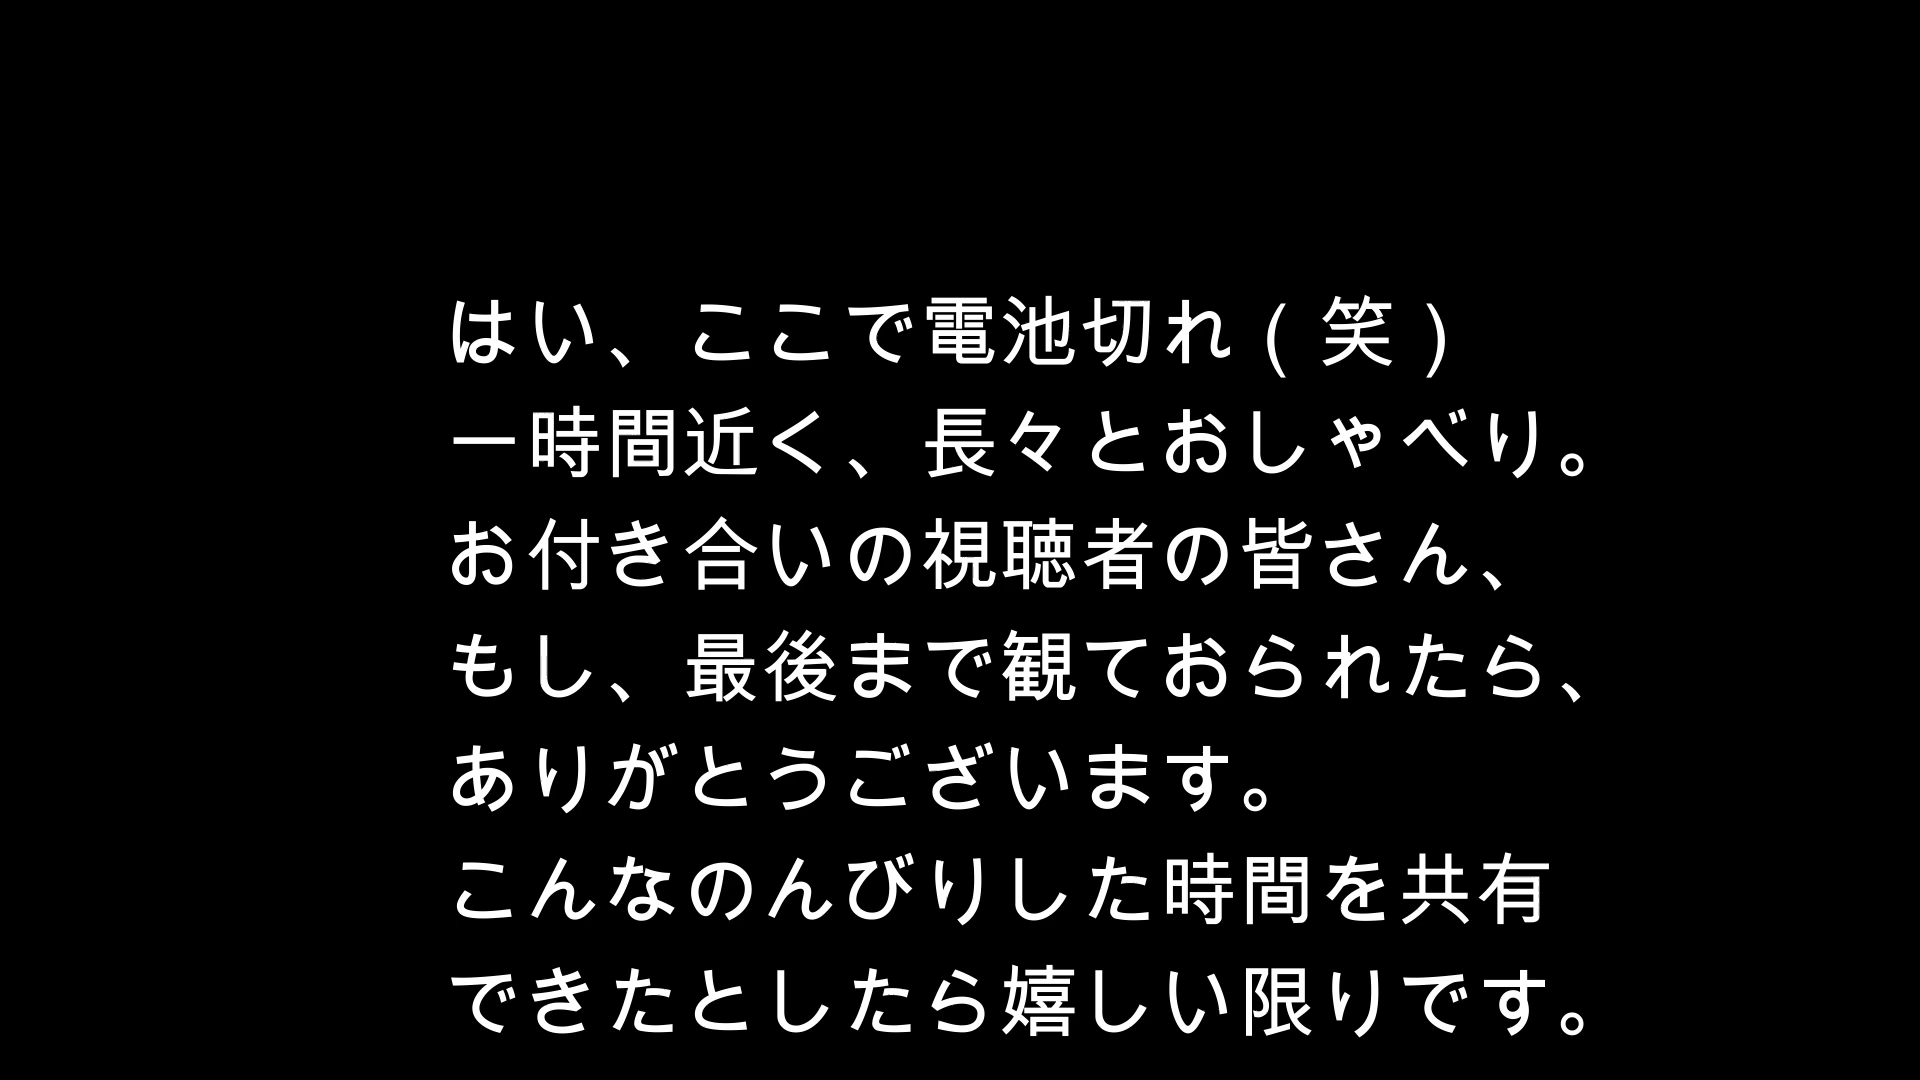 はい、ここで電池切れ(笑)
一時間近く、長々とおしゃべり。
お付き合いの視聴者の皆さん、
もし、最後まで観ておられたら、
ありがとうございます。
こんなのんびりした時間を共有
できたとしたら嬉しい限りです。